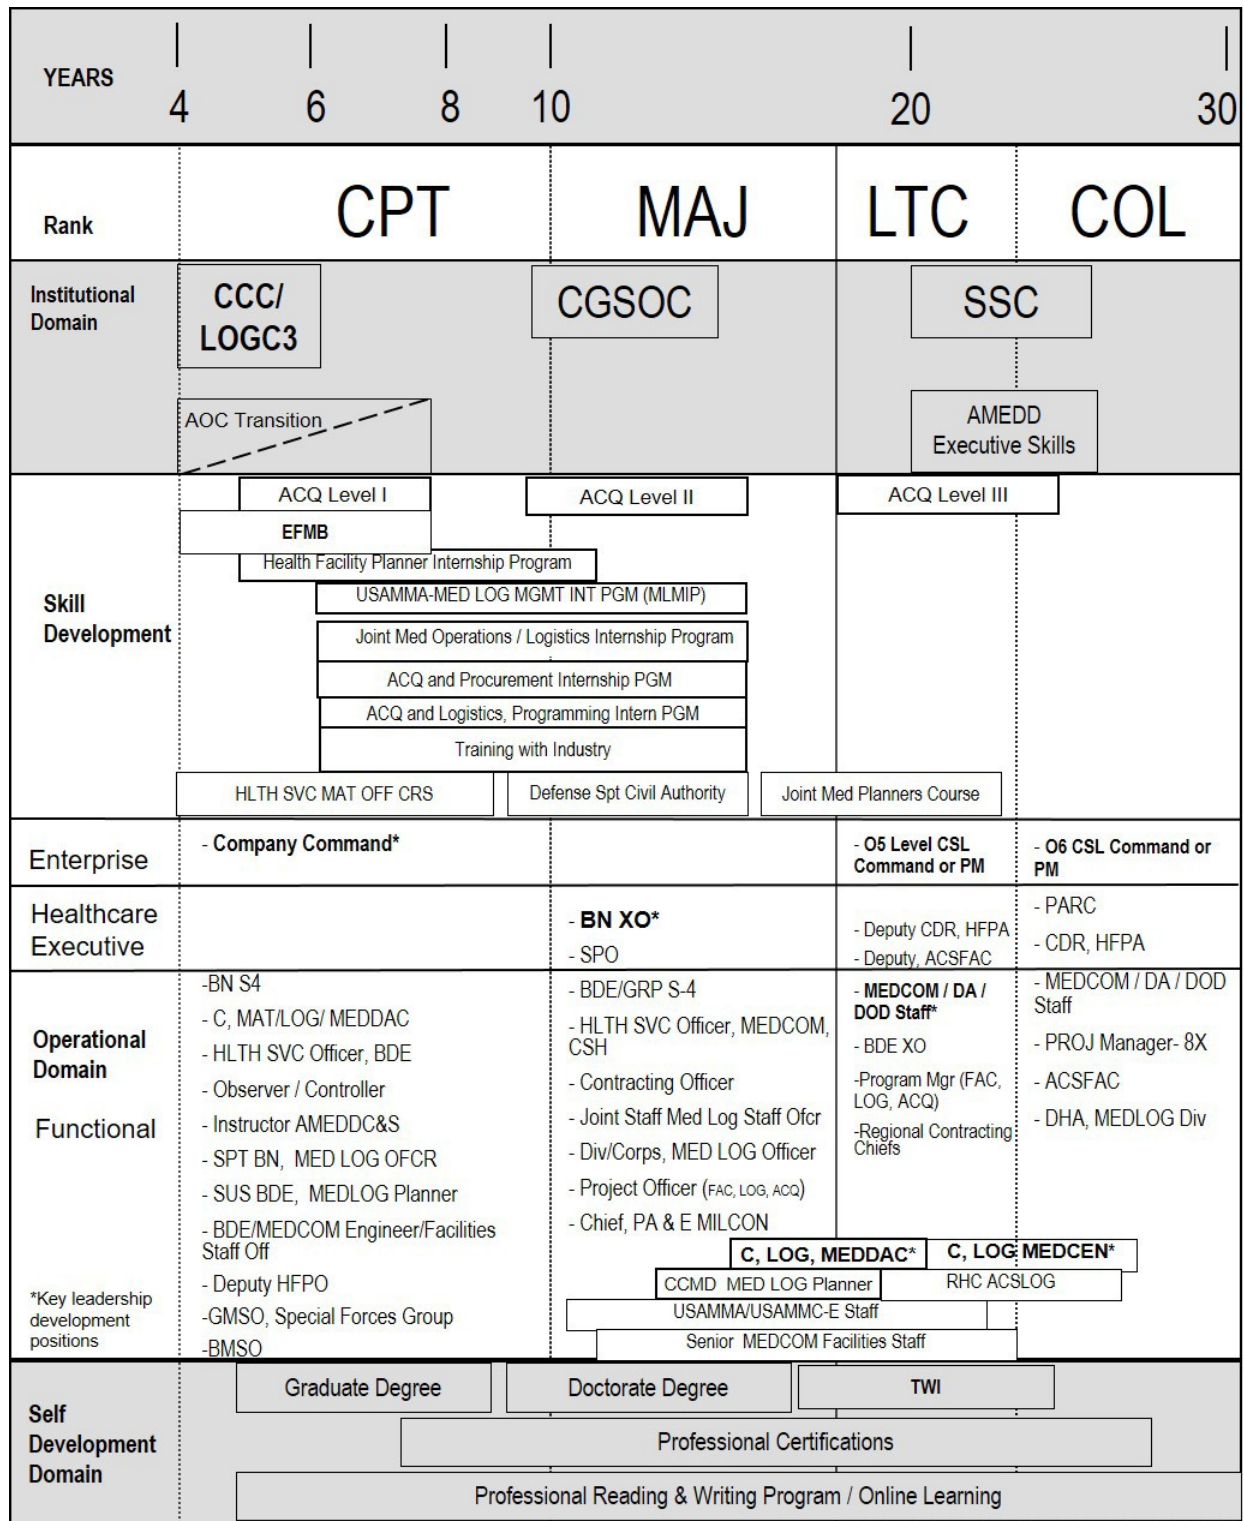 YEARS
4 6 8 10 20 30
Rank
CPT MAJ LTC COL
Institutional
Domain
CCC/
LOGC3
CGSOC
SSC
AOC Transition
AMEDD
Executive Skills
Skill
Development
ACQ Level I
ACQ Level II
ACQ Level III
EFMB
Health Facility Planner Internship Program
USAMMA-MED LOG MGMT INT PGM (MLMIP)
Joint Med Operations / Logistics Internship Program
ACQ and Procurement Internship PGM
ACQ and Logistics, Programming Intern PGM
Training with Industry
HLTH SVC MAT OFF CRS
Defense Spt Civil Authority
Joint Med Planners Course
Enterprise
- Company Command*
- O5 Level CSL
Command or PM
- O6 CSL Command or
PM
Healthcare
Executive
- BN XO*
- SPO
- Deputy CDR, HFPA
- Deputy, ACSFAC
- PARC
- CDR, HFPA
Operational
Domain
Functional
*Key leadership
development
positions
-BN S4
- C, MAT/LOG/ MEDDAC
- HLTH SVC Officer, BDE
- Observer / Controller
- Instructor AMEDDC&S
- SPT BN, MED LOG OFCR
- SUS BDE, MEDLOG Planner
- BDE/MEDCOM Engineer/Facilities
Staff Off
- Deputy HFPO
-GMSO, Special Forces Group
-BMSO
- BDE/GRP S-4
- HLTH SVC Officer, MEDCOM,
CSH
- Contracting Officer
- Joint Staff Med Log Staff Ofcr
- Div/Corps, MED LOG Officer
- Project Officer (FAC, LOG, ACQ)
- Chief, PA & E MILCON
- MEDCOM / DA /
DOD Staff*
- BDE XO
-Program Mgr (FAC,
LOG, ACQ)
-Regional Contracting
Chiefs
- MEDCOM / DA / DOD
Staff
- PROJ Manager- 8X
- ACSFAC
- DHA, MEDLOG Div
C, LOG, MEDDAC*
C, LOG MEDCEN*
CCMD MED LOG Planner
RHC ACSLOG
USAMMA/USAMMC-E Staff
Senior MEDCOM Facilities Staff
Self
Development
Domain
Graduate Degree
Doctorate Degree
TWI
Professional Certifications
Professional Reading & Writing Program / Online Learning